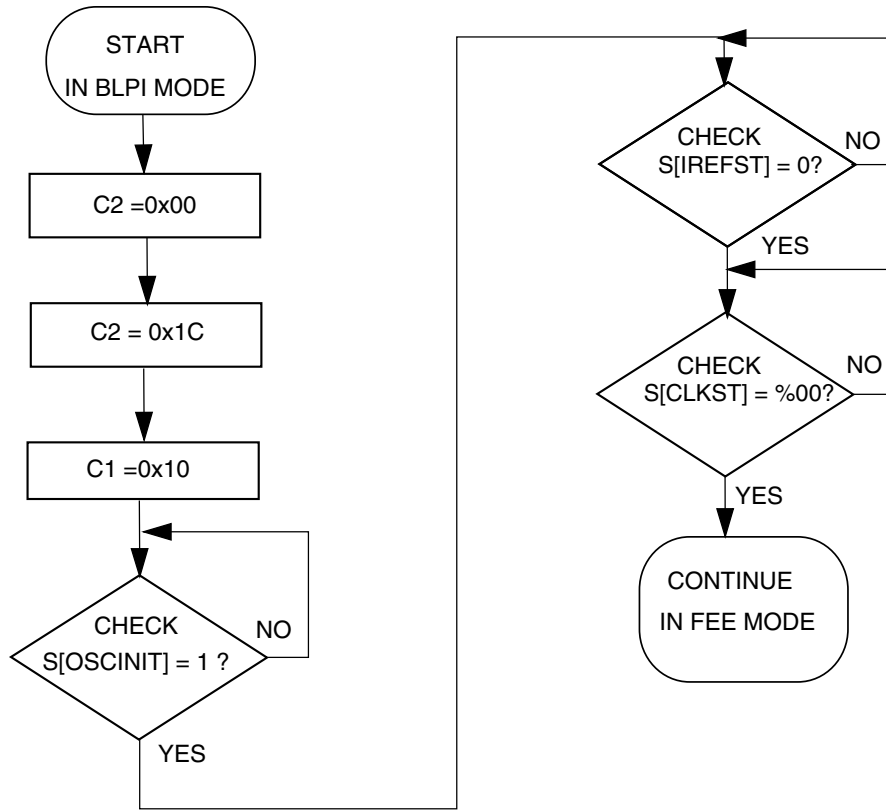 START
IN BLPI MODE
C2 =0x00
C2 = 0x1C
C1 =0x10
CHECK
S[OSCINIT] = 1 ?
NO
YES
CHECK
S[IREFST] = 0?
NO
YES
CHECK
S[CLKST] = %00?
NO
YES
CONTINUE
IN FEE MODE